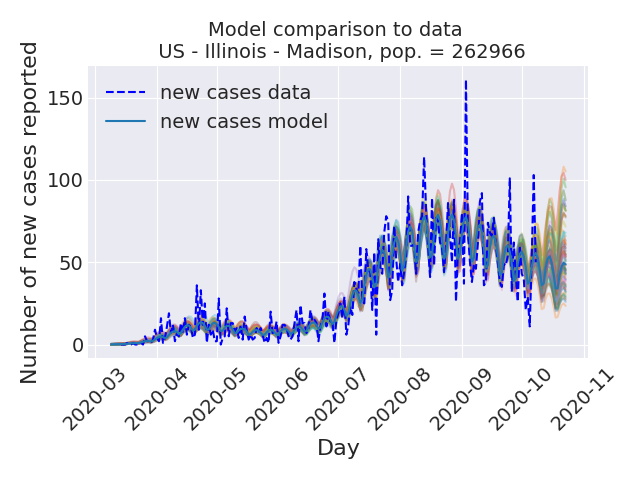 Model comparison to data
US - Illinois - Madison, pop. = 262966
new cases data
new cases model
Number of new cases reported
150
100
50
0
2020-03
2020-04
2020-05
2020-06
2020-07
2020-08
2020-09
2020-10
2020-11
Day